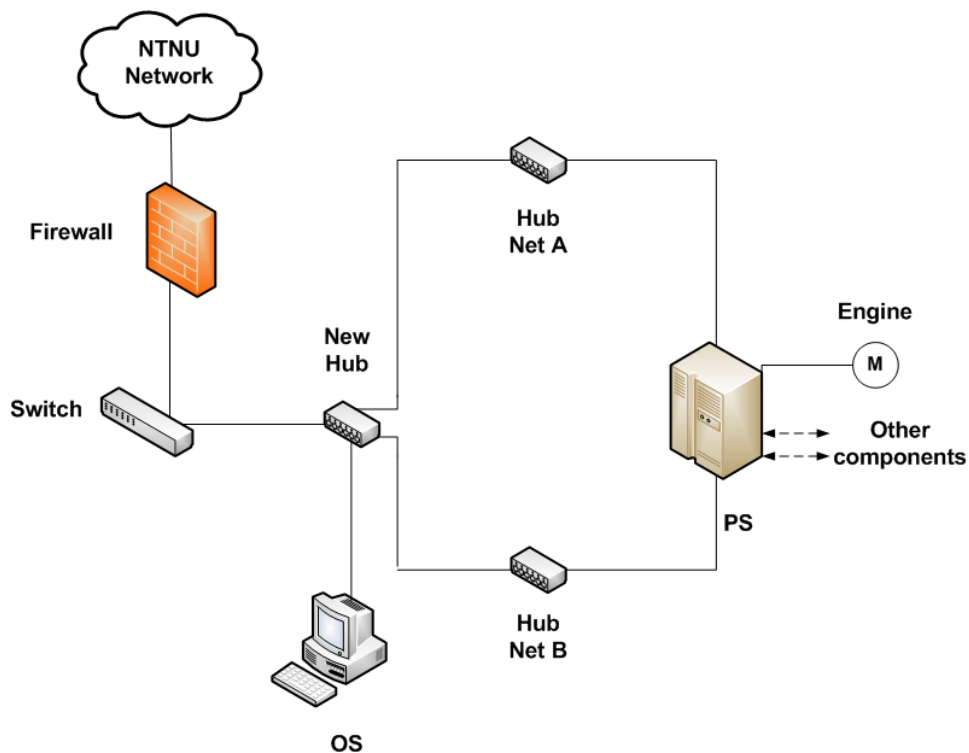 NTNU
Network
Firewall
Hub
Net A
Engine
M
New
Hub
Switch
Other
components
PS
Hub
Net B
OS